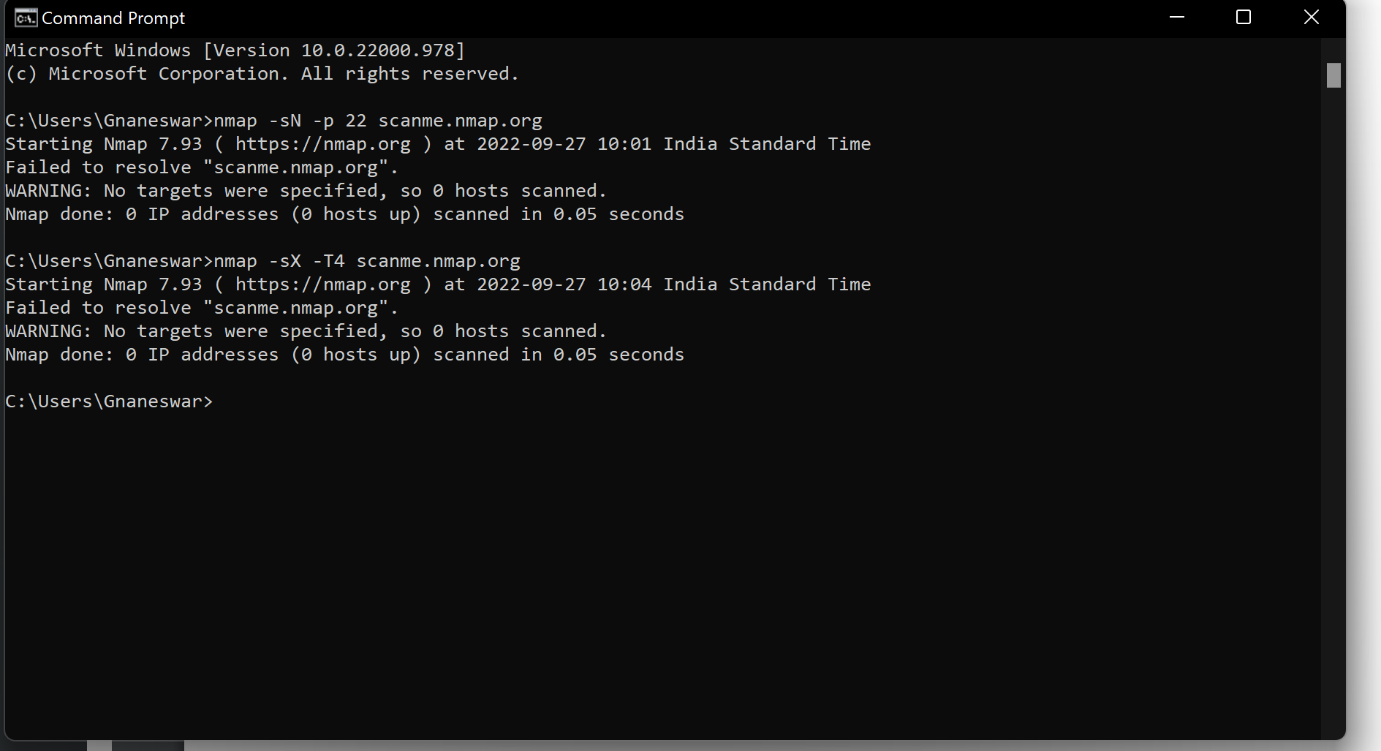 Command Prompt
Microsoft Windows [Version 10.0.22000.978]
(c) Microsoft Corporation. All rights reserved.
C:\Users\Gnaneswar>nmap -sN -p 22 scanme.nmap.org
Starting Nmap 7.93 ( https://nmap.org ) at 2022-09-27 10:01 India Standard Time
Failed to resolve "scanme.nmap.org".
WARNING: No targets were specified, so 0 hosts scanned.
Nmap done: 0 IP addresses (0 hosts up) scanned in 0.05 seconds
C:\Users\Gnaneswar>nmap -sX -T4 scanme.nmap.org
Starting Nmap 7.93 ( https://nmap.org ) at 2022-09-27 10:04 India Standard Time
Failed to resolve "scanme.nmap.org".
WARNING: No targets were specified, so 0 hosts scanned.
Nmap done: 0 IP addresses (0 hosts up) scanned in 0.05 seconds
C:\Users\Gnaneswar>